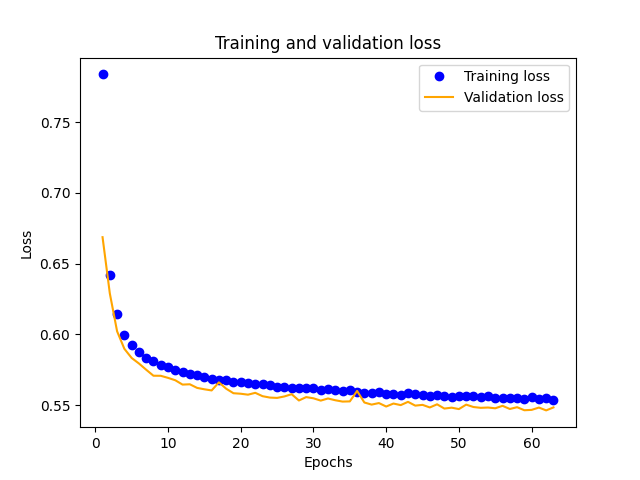 Training and validation loss
Training loss
Validation loss
0.75
0.70
0.65
0.60
0.55
Loss
0 10 20 30 40 50 60
Epochs